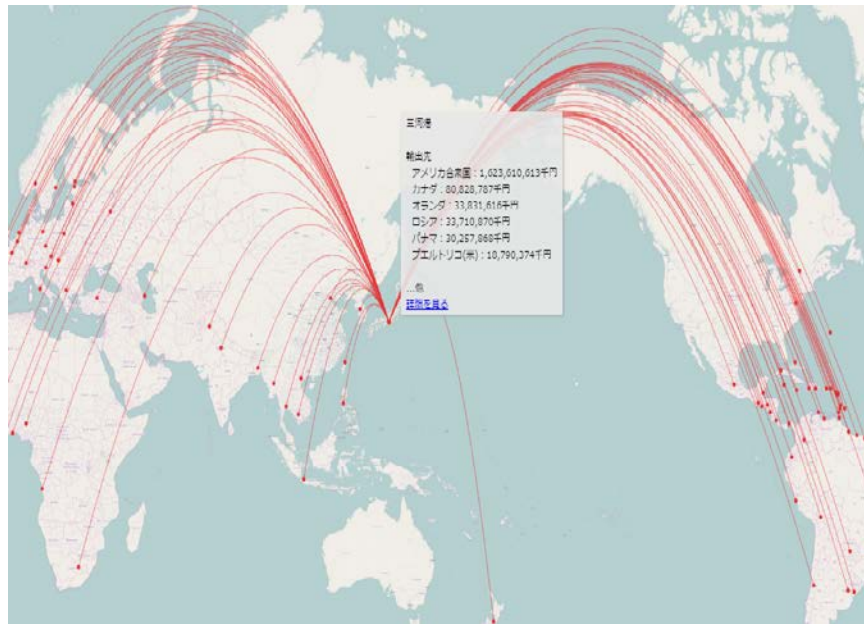 三河港
輸出先
アメリカ合衆国：1,623,610,613千円
カナダ：80,828,787千円
オランダ：33,831,616千円
ロシア：33,710,870千円
パナマ：30,257,868千円
プエルトリコ(米)：18,790,374千円
...他
詳細を見る